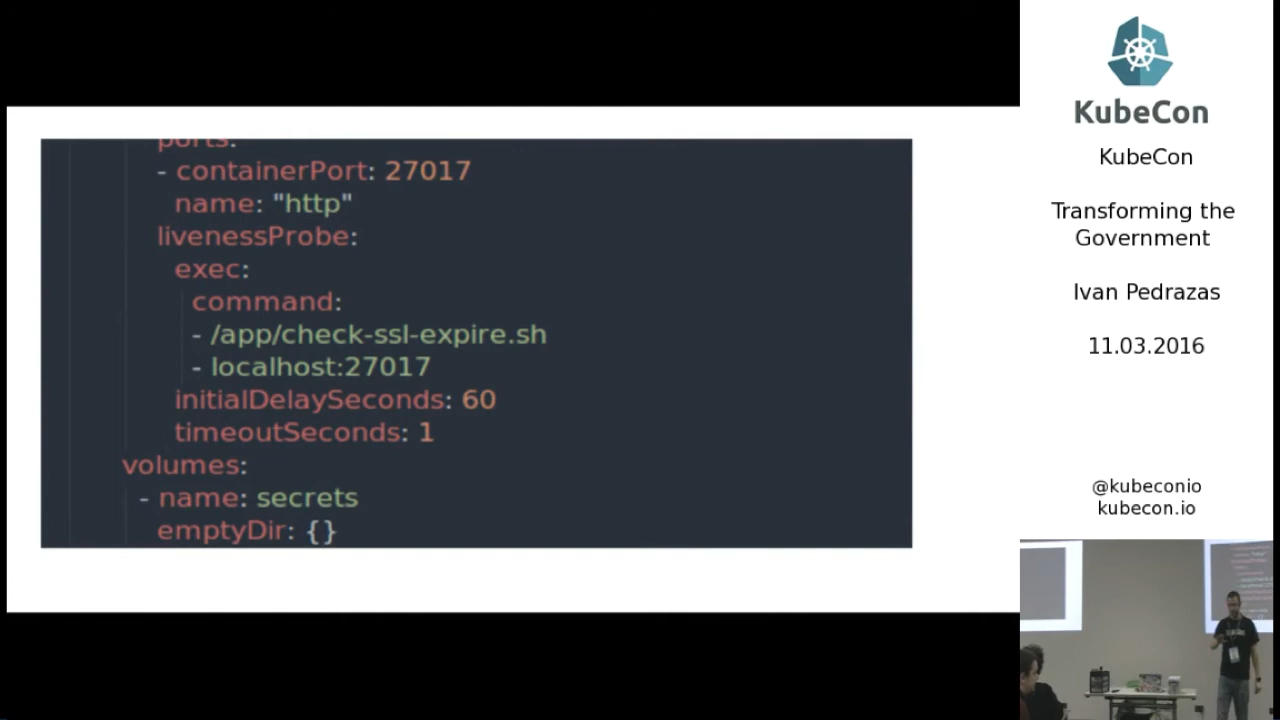 ports:
- containerPort: 27017
name: "http"
livenessProbe:
exec:
command:
- /app/check-ssl-expire.sh
- localhost:27017
initialDelaySeconds: 60
timeoutSeconds: 1
volumes:
- name: secrets
emptyDir: {}
KubeCon
KubeCon
Transforming the
Government
Ivan Pedrazas
11.03.2016
@kubeconio
kubecon.io